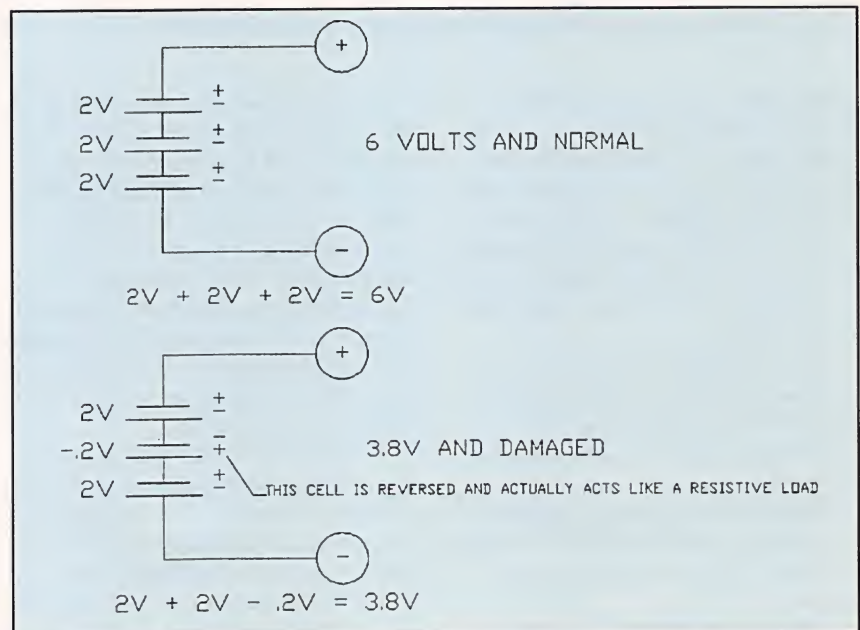 +
2V +
-
2V +
-
2V +
-
6 VOLTS AND NORMAL
-
2V + 2V + 2V = 6V
+
2V +
-
-.2V -
+
3.8V AND DAMAGED
2V +
-
THIS CELL IS REVERSED AND ACTUALLY ACTS LIKE A RESISTIVE LOAD
-
2V + 2V - .2V = 3.8V